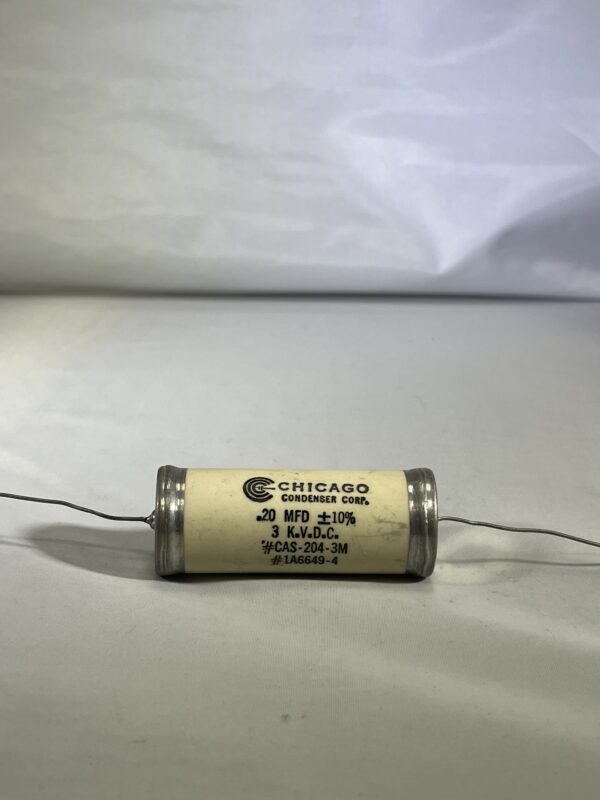 CHICAGO
CONDENSER CORP.
.20 MFD ±10%
3 K.V.D.C.
#CAS-204-3M
#1A6649-4